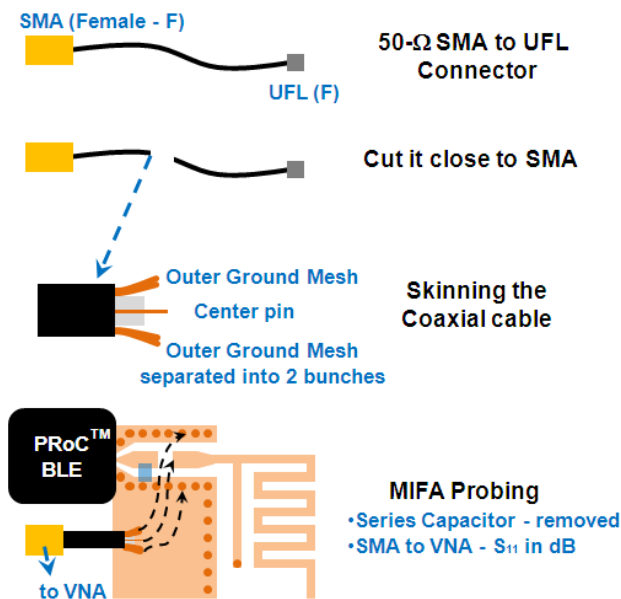 SMA (Female - F)
50-Ω SMA to UFL
Connector
UFL (F)
Cut it close to SMA
Outer Ground Mesh
Center pin
Outer Ground Mesh
separated into 2 bunches
Skinning the
Coaxial cable
PRoC™
BLE
MIFA Probing
•Series Capacitor - removed
•SMA to VNA - S₁₁ in dB
to VNA